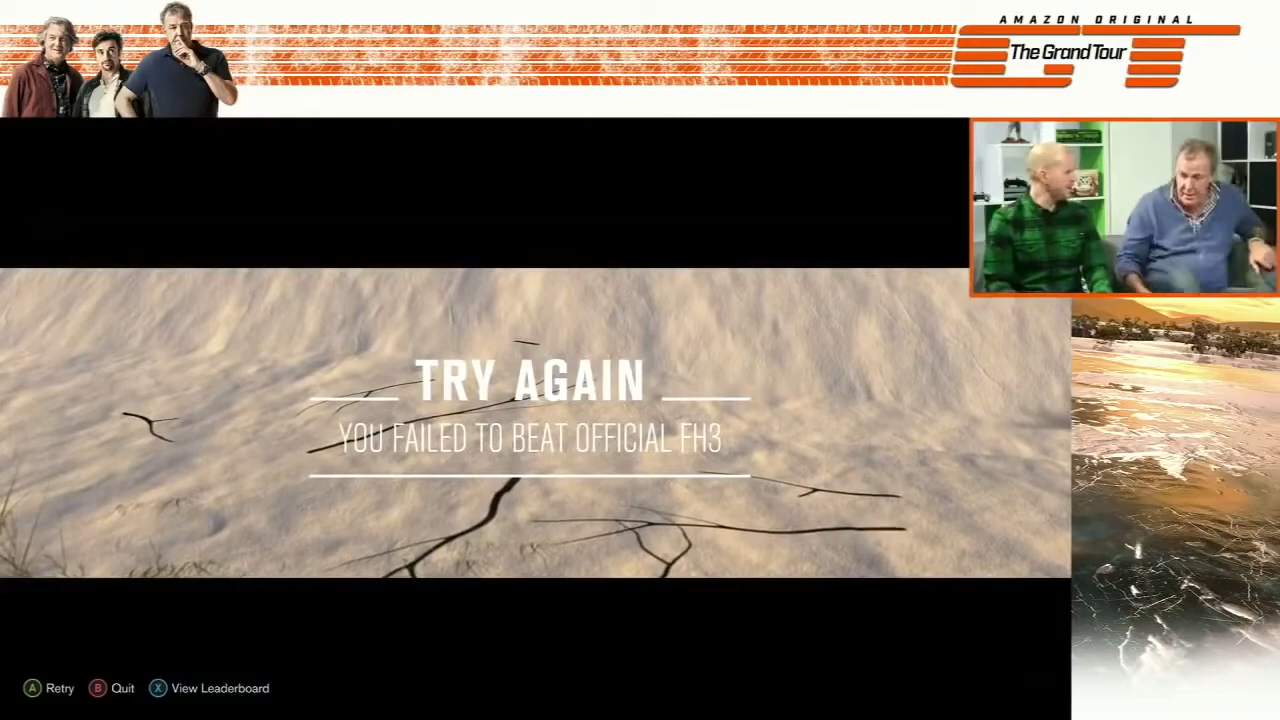 AMAZON ORIGINAL
The Grand Tour
TRY AGAIN
YOU FAILED TO BEAT OFFICIAL FH3
A Retry B Quit X View Leaderboard